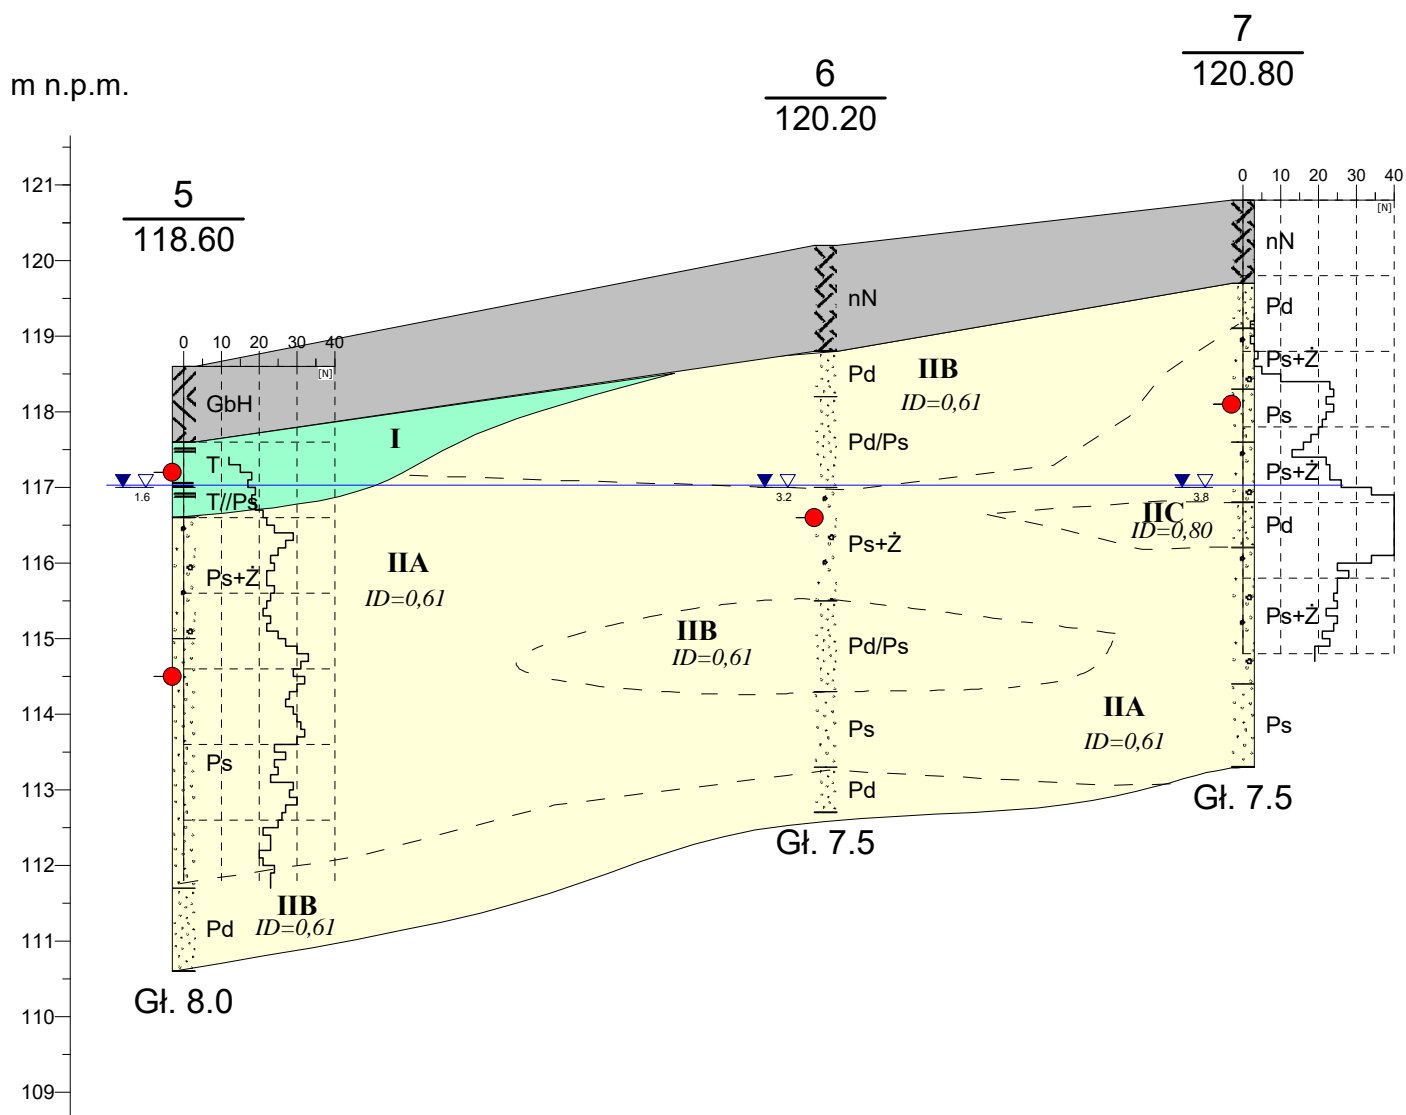 7
120.80
6
120.20
m n.p.m.
5
118.60
121
120
119
118
117
116
115
114
113
112
111
110
109
0 10 20 30 40
[N]
GbH
T
T//Ps
Ps+Ż
Ps
Pd
Gł. 8.0
1.6
I
IIA
ID=0,61
IIB
ID=0,61
nN
Pd
Pd/Ps
Ps+Ż
Pd/Ps
Ps
Pd
Gł. 7.5
3.2
IIB
ID=0,61
IIB
ID=0,61
IIC
ID=0,80
IIA
ID=0,61
3.8
0 10 20 30 40
[N]
nN
Pd
Ps+Ż
Ps
Ps+Ż
Pd
Ps+Ż
Ps
Gł. 7.5